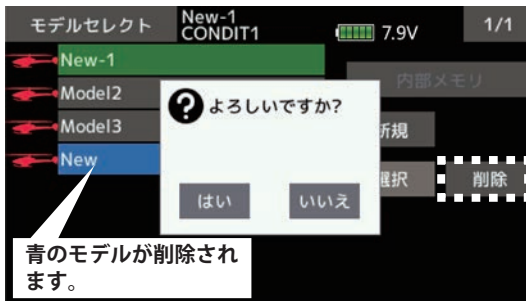 モデルセレクト
New-1
CONDIT1
7.9V
1/1
New-1
Model2
Model3
New
内部メモリ
新規
選択
削除
?よろしいですか?
はい
いいえ
青のモデルが削除され
ます。